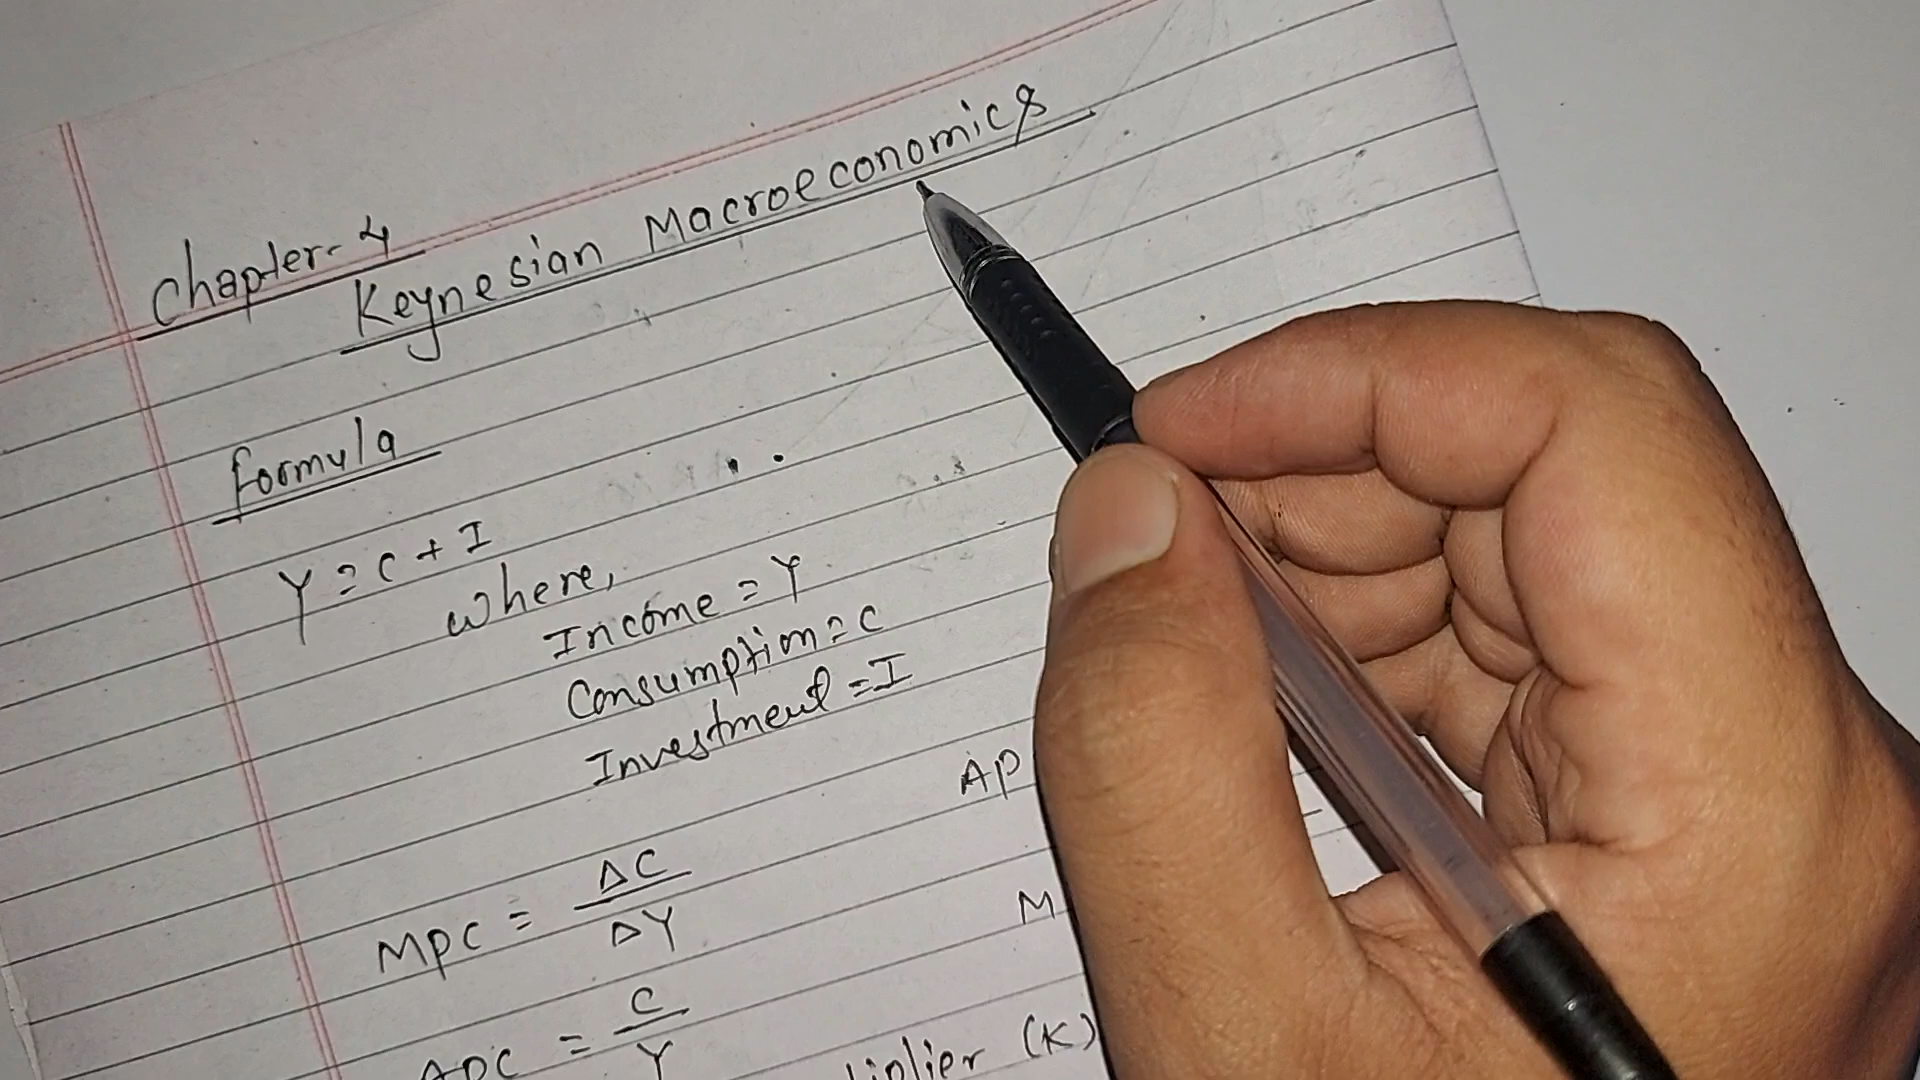 Chapter-4
Keynesian Macroeconomics
formula
Y = C + I
where,
Income = Y
Consumption = C
Investment = I
AP
MPC = ΔC / ΔY
M
APC = C / Y
(K)